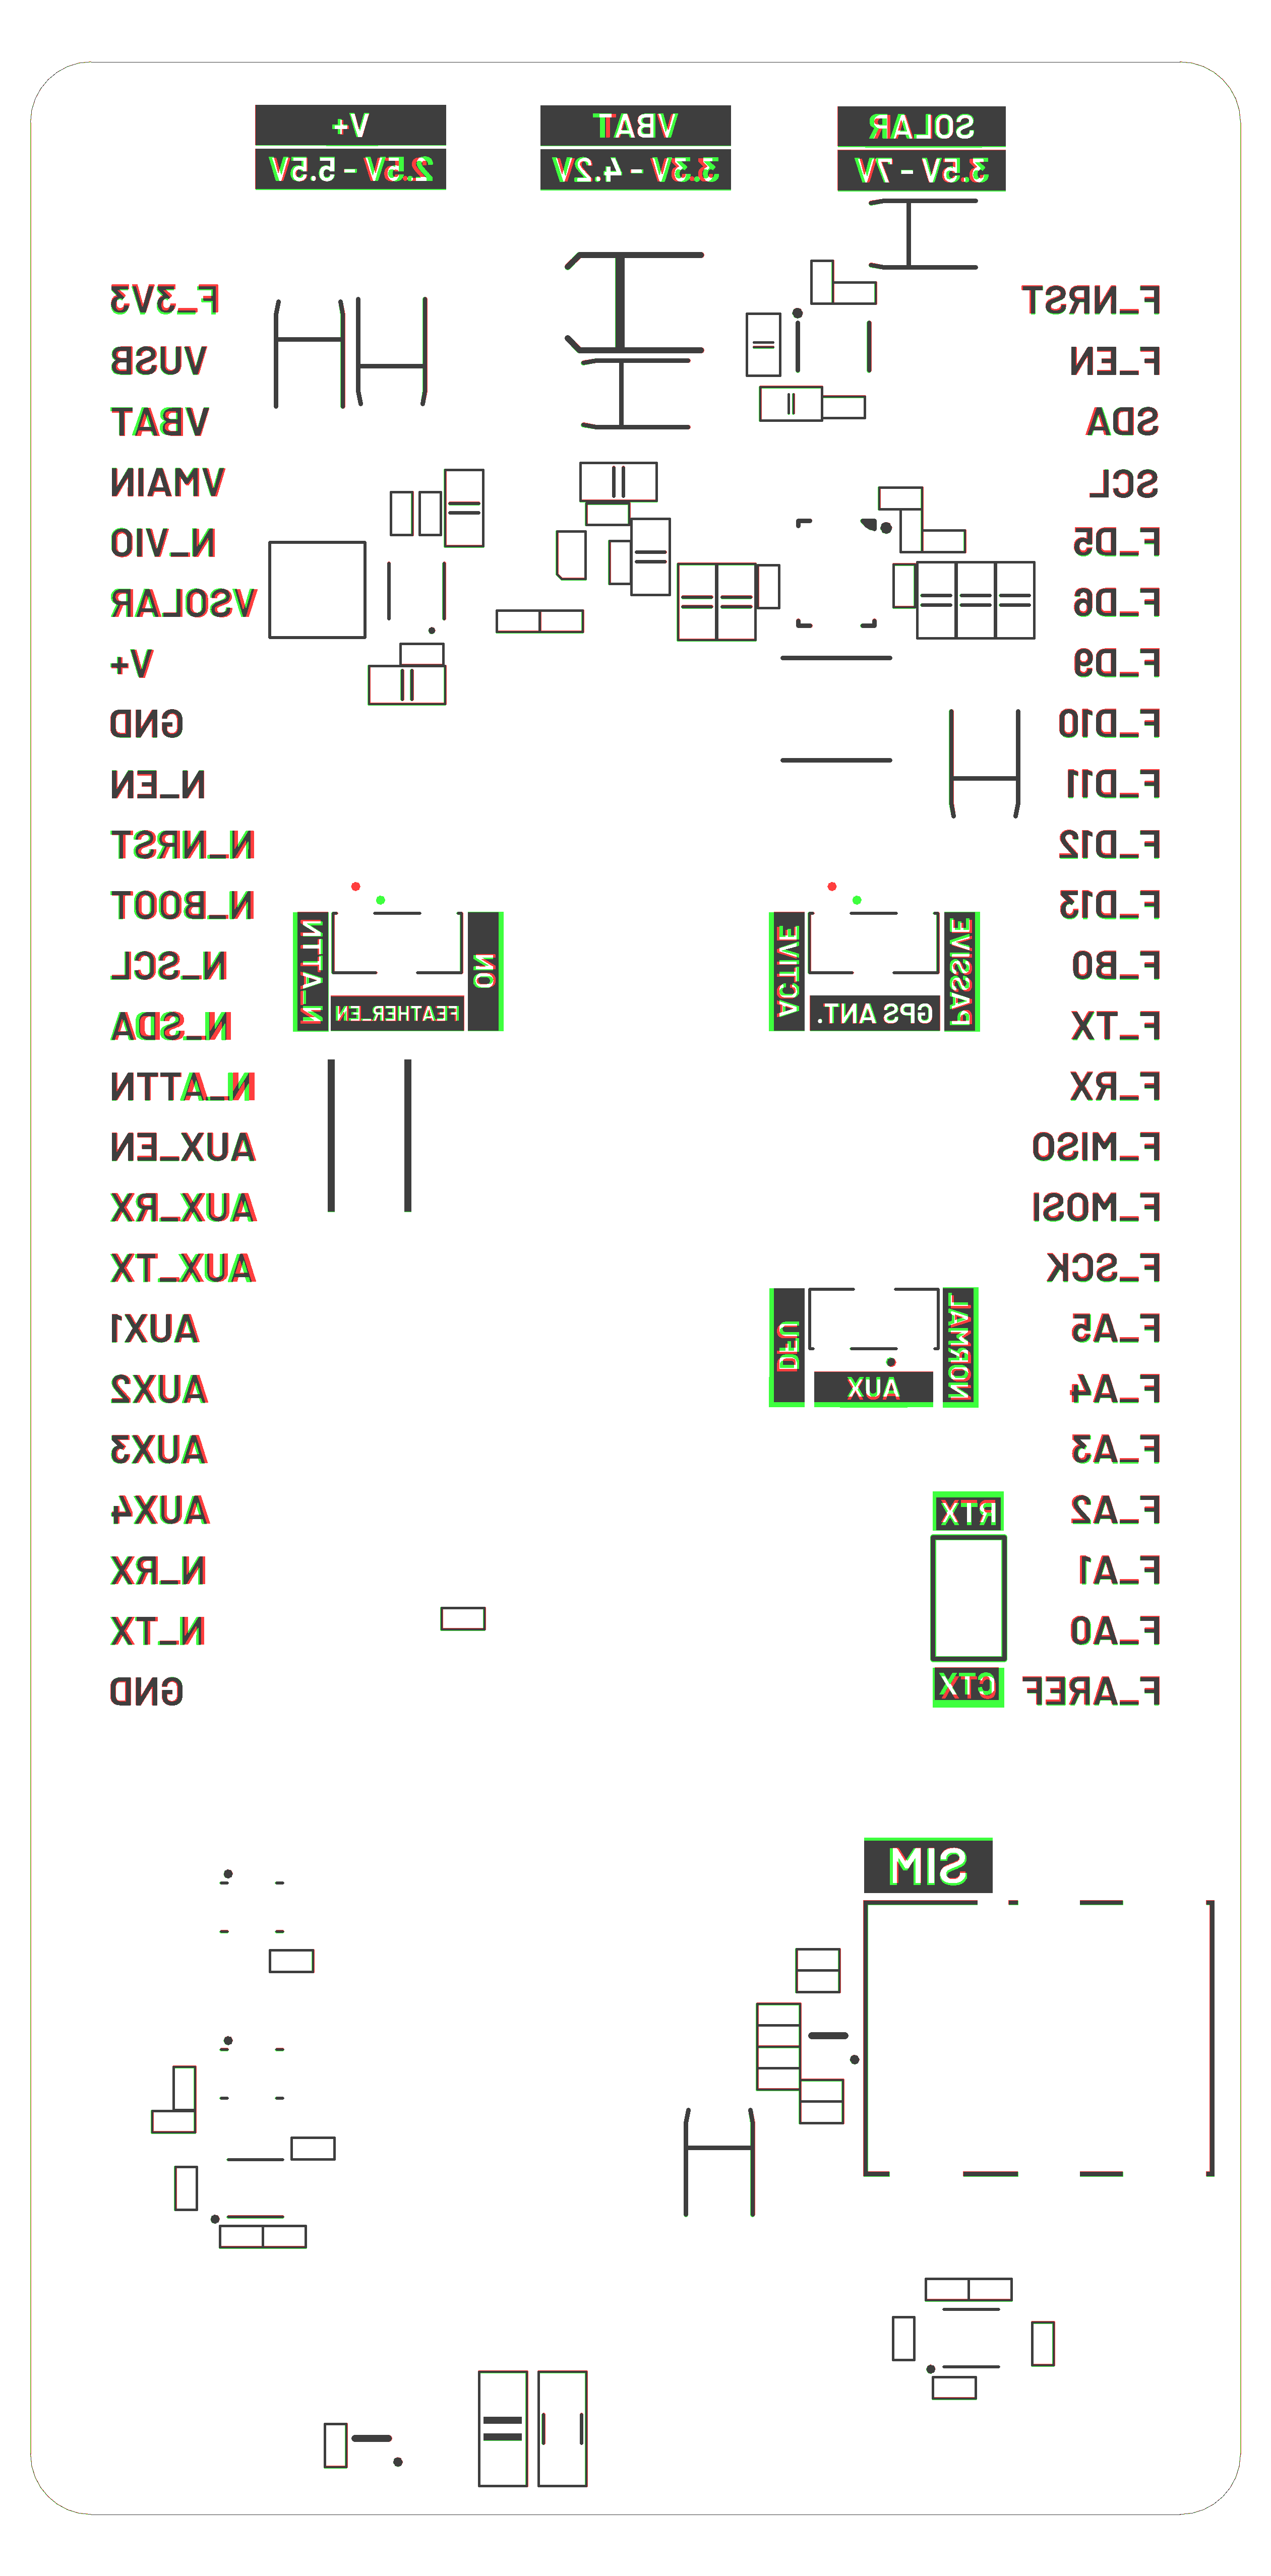 V+
2.5V - 5.5V
VBAT
3.3V - 4.2V
SOLAR
3.5V - 7V
F_3V3
VUSB
VBAT
VMAIN
N_VIO
VSOLAR
V+
GND
N_EN
N_NRST
N_BOOT
N_SCL
N_SDA
N_ATTN
AUX_EN
AUX_RX
AUX_TX
AUX1
AUX2
AUX3
AUX4
N_RX
N_TX
GND
N_ATTN
FEATHER_EN
ON
ACTIVE
GPS ANT.
PASSIVE
DFU
AUX
NORMAL
RTX
CTX
F_NRST
F_EN
SDA
SCL
F_D5
F_D6
F_D9
F_D10
F_D11
F_D12
F_D13
F_B0
F_TX
F_RX
F_MISO
F_MOSI
F_SCK
F_A5
F_A4
F_A3
F_A2
F_A1
F_A0
F_AREF
SIM